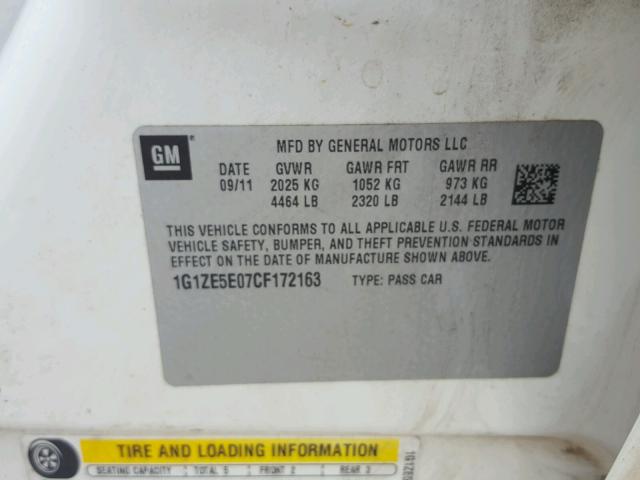 GM
MFD BY GENERAL MOTORS LLC
DATE GVWR GAWR FRT GAWR RR
09/11 2025 KG 1052 KG 973 KG
4464 LB 2320 LB 2144 LB
THIS VEHICLE CONFORMS TO ALL APPLICABLE U.S. FEDERAL MOTOR
VEHICLE SAFETY, BUMPER, AND THEFT PREVENTION STANDARDS IN
EFFECT ON THE DATE OF MANUFACTURE SHOWN ABOVE.
1G1ZE5E07CF172163 TYPE: PASS CAR
TIRE AND LOADING INFORMATION
SEATING CAPACITY TOTAL 5 FRONT 2 REAR 3